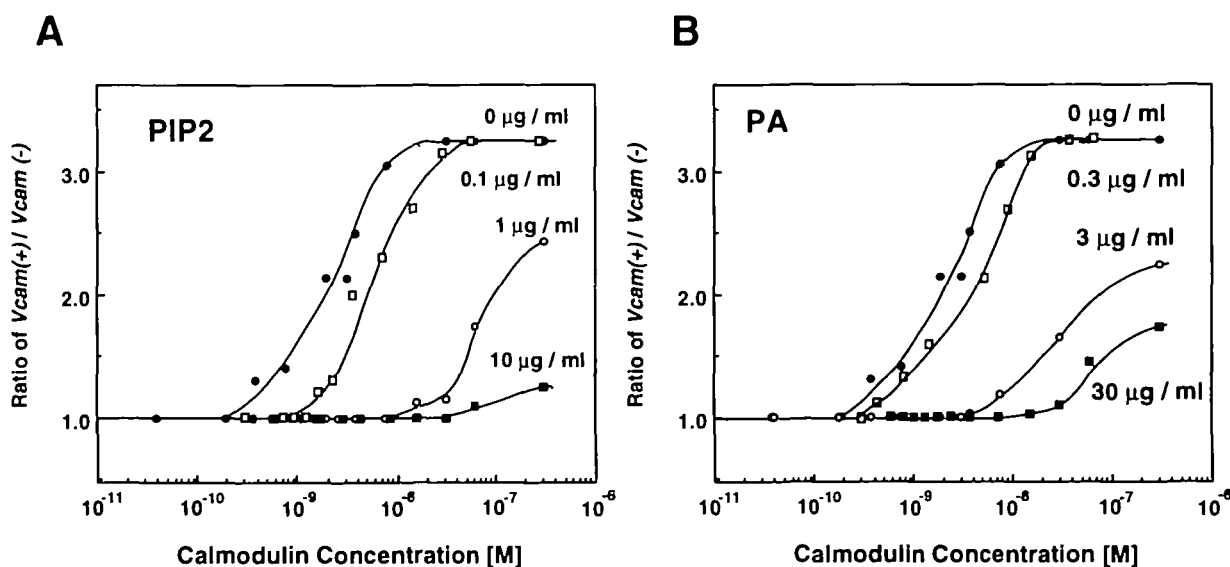 A
PIP2
0 µg / ml
0.1 µg / ml
1 µg / ml
10 µg / ml
3.0
2.0
1.0
Ratio of Vcam(+) / Vcam (-)
10⁻¹¹ 10⁻¹⁰ 10⁻⁹ 10⁻⁸ 10⁻⁷ 10⁻⁶
Calmodulin Concentration [M]
B
PA
0 µg / ml
0.3 µg / ml
3 µg / ml
30 µg / ml
3.0
2.0
1.0
Ratio of Vcam(+) / Vcam (-)
10⁻¹¹ 10⁻¹⁰ 10⁻⁹ 10⁻⁸ 10⁻⁷ 10⁻⁶
Calmodulin Concentration [M]